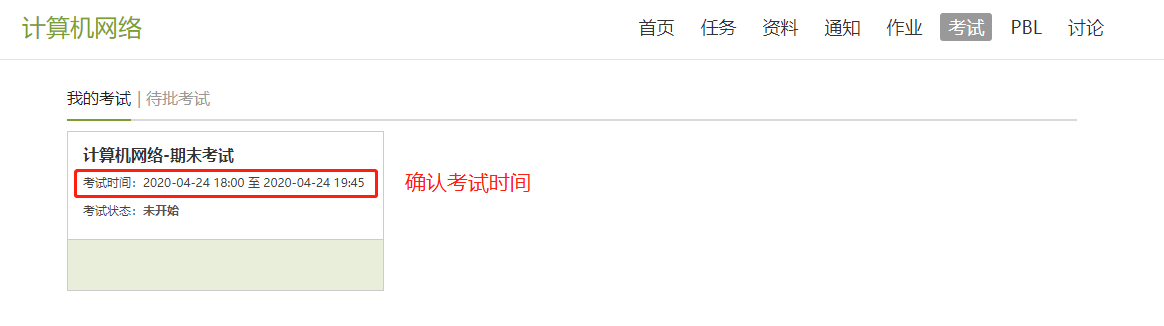 计算机网络
首页 任务 资料 通知 作业 考试 PBL 讨论
我的考试 | 待批考试
计算机网络-期末考试
考试时间：2020-04-24 18:00 至 2020-04-24 19:45
确认考试时间
考试状态：未开始